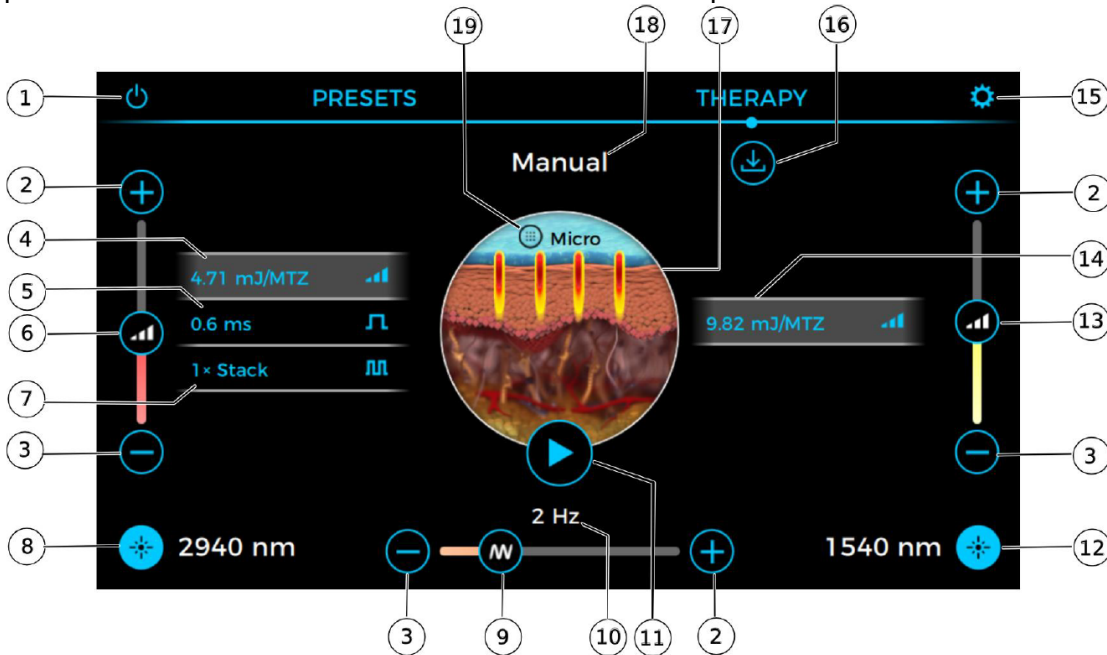 19 18 17 16
1 PRESETS THERAPY 15
Manual
2 2
Micro
4 4.71 mJ/MTZ 14
5 0.6 ms 9.82 mJ/MTZ
6 13
7 1× Stack
3 3
2 Hz
8 2940 nm 1540 nm 12
3 9 10 11 2